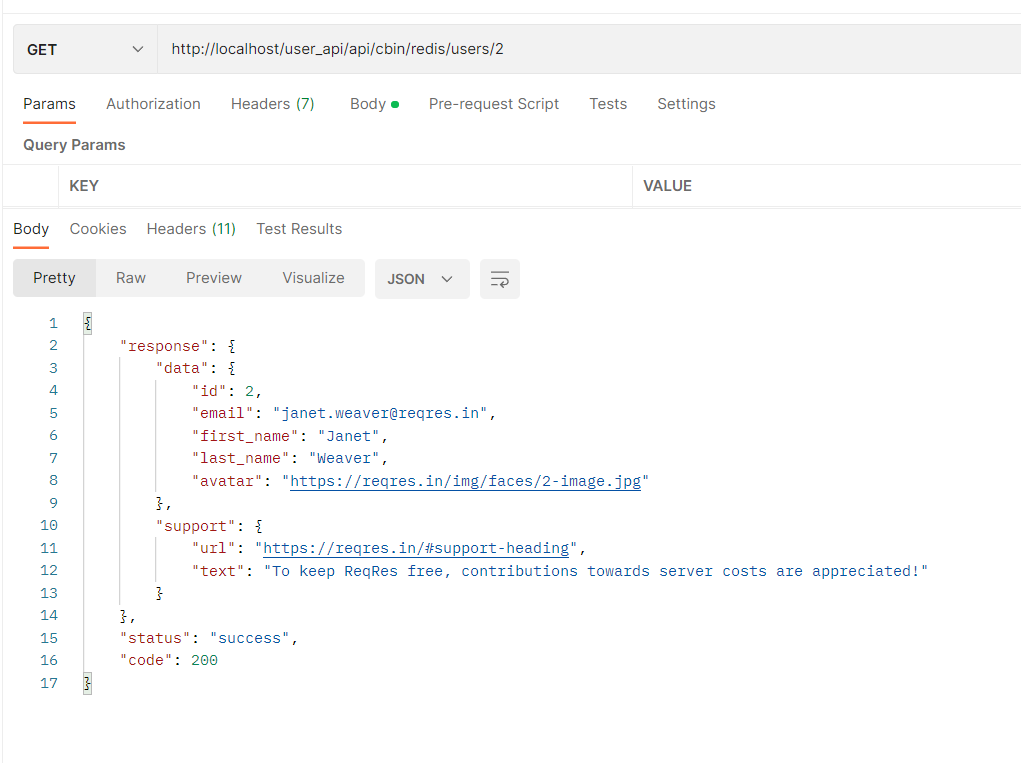 GET http://localhost/user_api/api/cbin/redis/users/2
Params Authorization Headers (7) Body Pre-request Script Tests Settings
Query Params
KEY VALUE
Body Cookies Headers (11) Test Results
Pretty Raw Preview Visualize JSON
1 {
2 "response": {
3 "data": {
4 "id": 2,
5 "email": "janet.weaver@reqres.in",
6 "first_name": "Janet",
7 "last_name": "Weaver",
8 "avatar": "https://reqres.in/img/faces/2-image.jpg"
9 },
10 "support": {
11 "url": "https://reqres.in/#support-heading",
12 "text": "To keep ReqRes free, contributions towards server costs are appreciated!"
13 }
14 },
15 "status": "success",
16 "code": 200
17 }